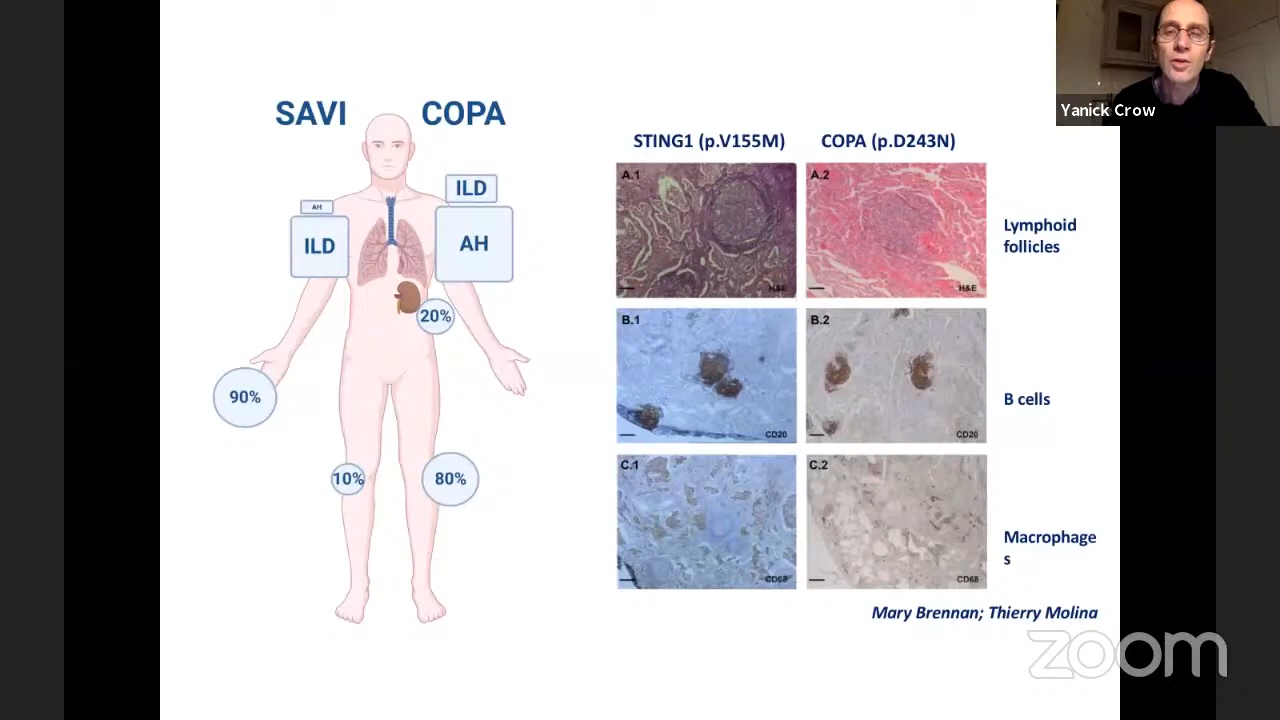 Yanick Crow
SAVI
COPA
AH
ILD
ILD
AH
20%
90%
10%
80%
STING1 (p.V155M)
COPA (p.D243N)
A.1
H&E
A.2
H&E
Lymphoid
follicles
B.1
CD20
B.2
CD20
B cells
C.1
CD68
C.2
CD68
Macrophage
s
Mary Brennan; Thierry Molina
zoom